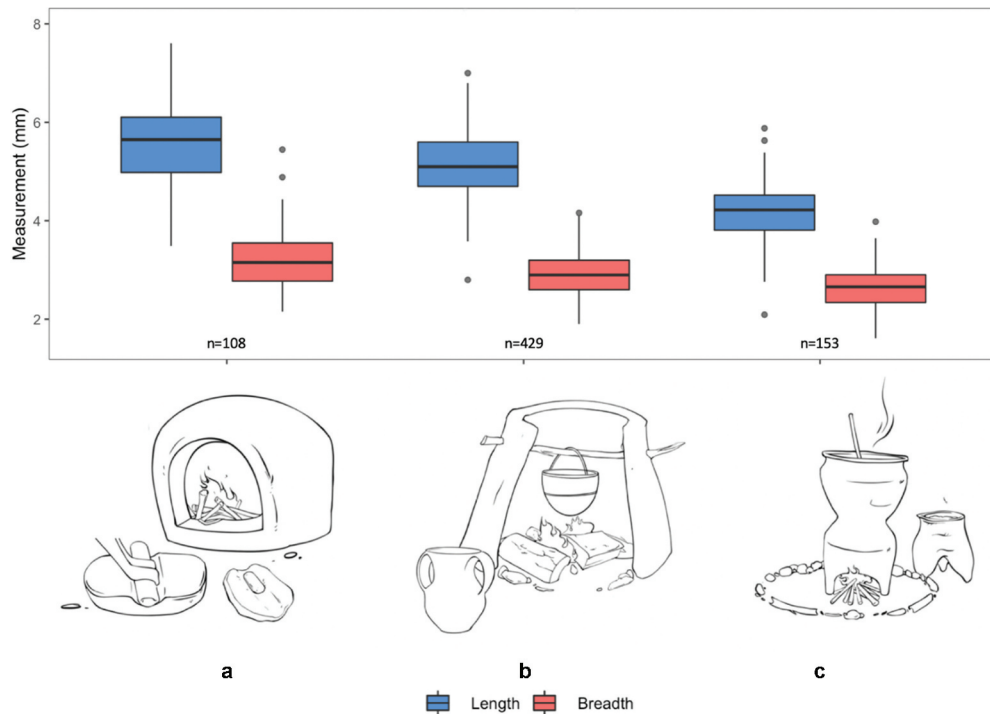 Measurement (mm)
8
6
4
2
n=108 n=429 n=153
a b c
Length Breadth